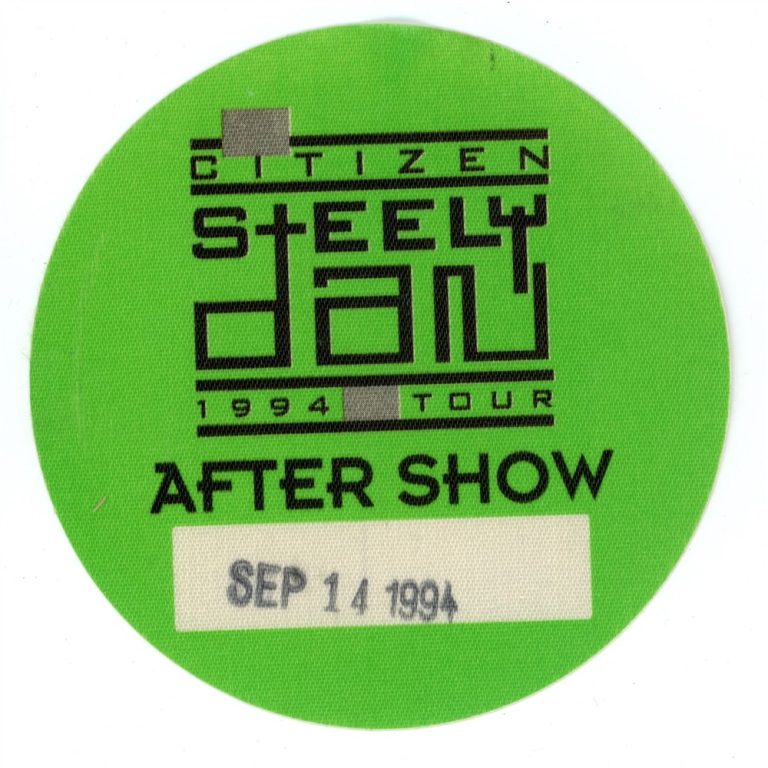 CITIZEN
STEELY
dan
1994 TOUR
AFTER SHOW
SEP 14 1994